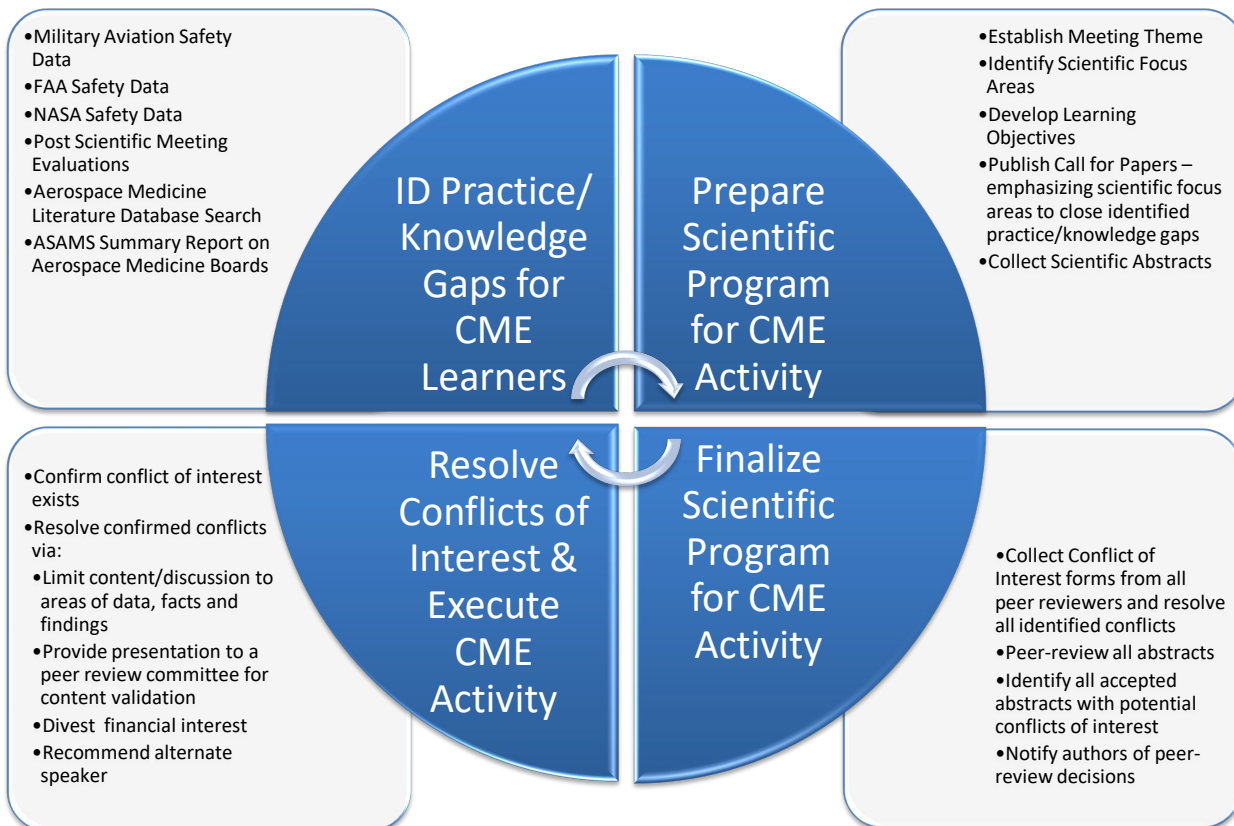 •Military Aviation Safety
Data
•FAA Safety Data
•NASA Safety Data
•Post Scientific Meeting
Evaluations
•Aerospace Medicine
Literature Database Search
•ASAMS Summary Report on
Aerospace Medicine Boards
ID Practice/
Knowledge
Gaps for
CME
Learners
Prepare
Scientific
Program
for CME
Activity
•Establish Meeting Theme
•Identify Scientific Focus
Areas
•Develop Learning
Objectives
•Publish Call for Papers –
emphasizing scientific focus
areas to close identified
practice/knowledge gaps
•Collect Scientific Abstracts
•Confirm conflict of interest
exists
•Resolve confirmed conflicts
via:
•Limit content/discussion to
areas of data, facts and
findings
•Provide presentation to a
peer review committee for
content validation
•Divest financial interest
•Recommend alternate
speaker
Resolve
Conflicts of
Interest &
Execute
CME
Activity
Finalize
Scientific
Program
for CME
Activity
•Collect Conflict of
Interest forms from all
peer reviewers and resolve
all identified conflicts
•Peer-review all abstracts
•Identify all accepted
abstracts with potential
conflicts of interest
•Notify authors of peer-
review decisions